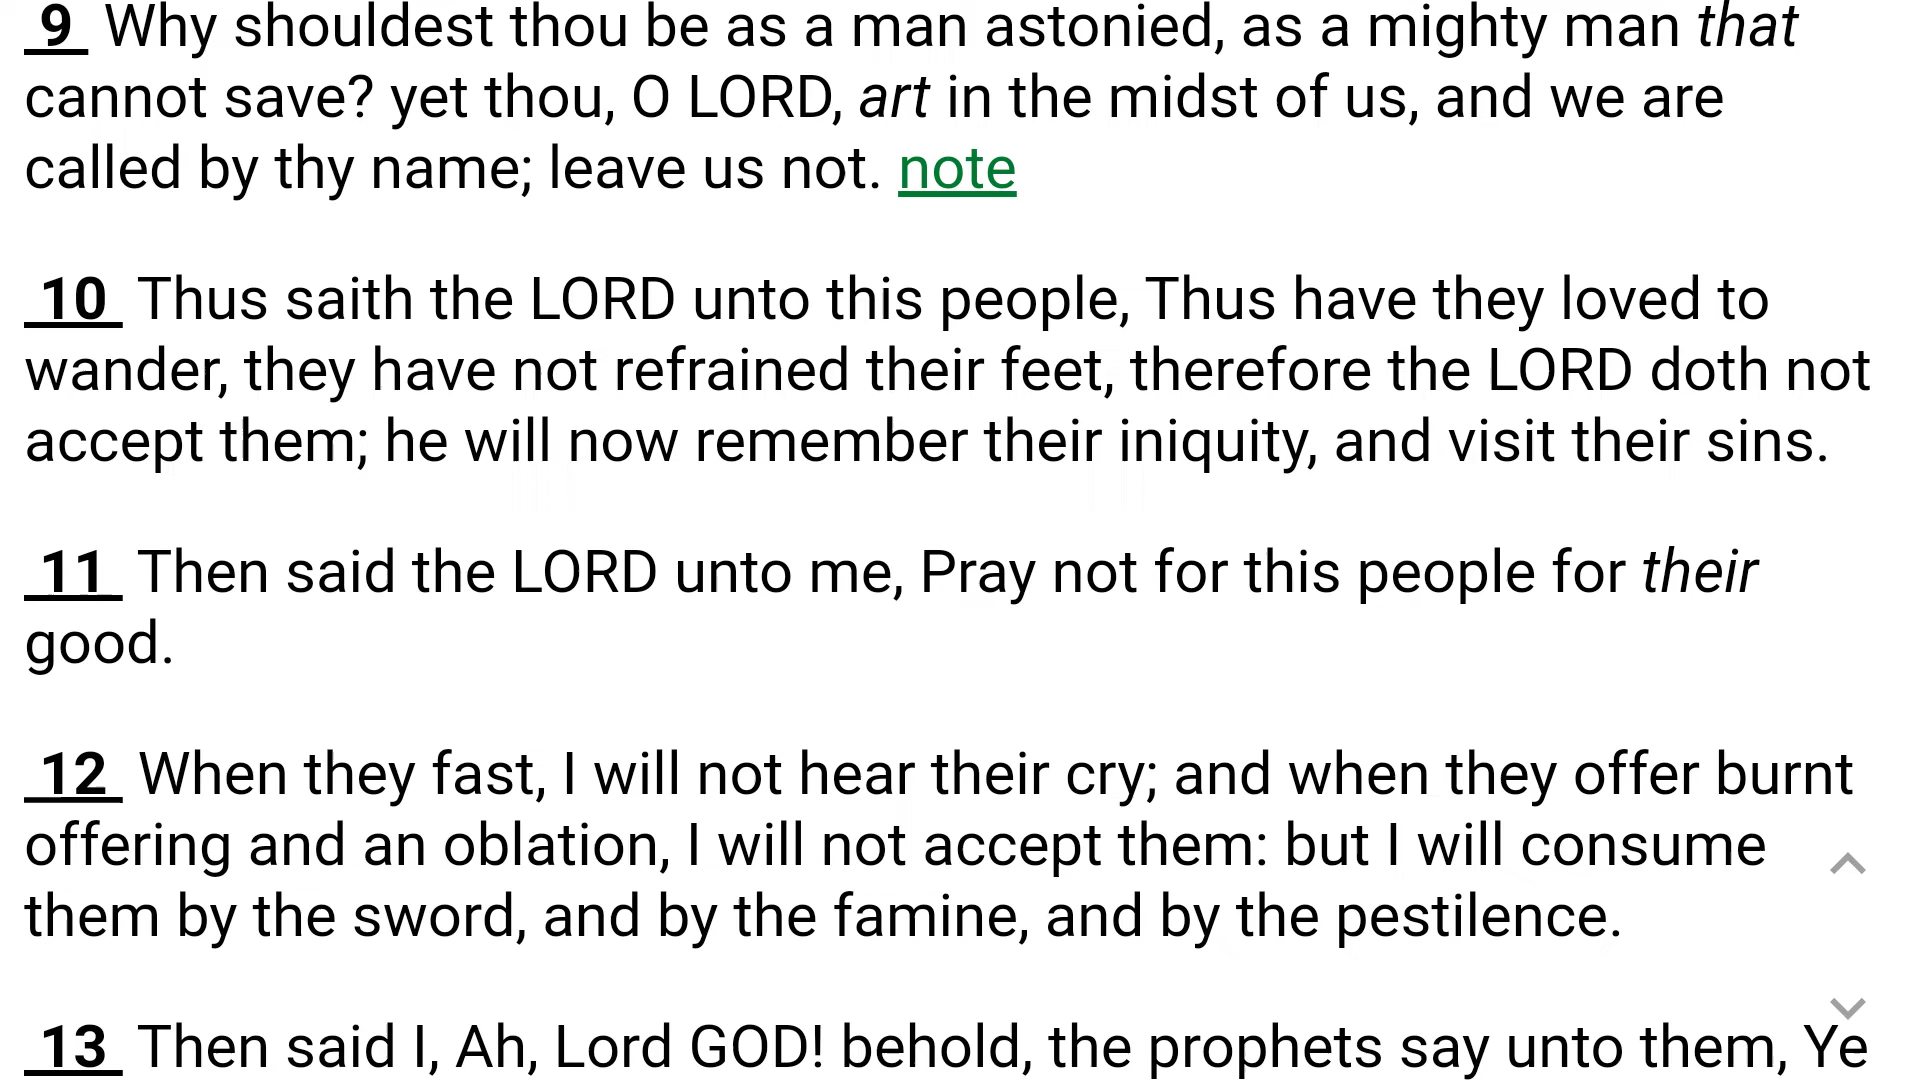 9 Why shouldest thou be as a man astonied, as a mighty man that
cannot save? yet thou, O LORD, art in the midst of us, and we are
called by thy name; leave us not. note
10 Thus saith the LORD unto this people, Thus have they loved to
wander, they have not refrained their feet, therefore the LORD doth not
accept them; he will now remember their iniquity, and visit their sins.
11 Then said the LORD unto me, Pray not for this people for their
good.
12 When they fast, I will not hear their cry; and when they offer burnt
offering and an oblation, I will not accept them: but I will consume
them by the sword, and by the famine, and by the pestilence.
13 Then said I, Ah, Lord GOD! behold, the prophets say unto them, Ye